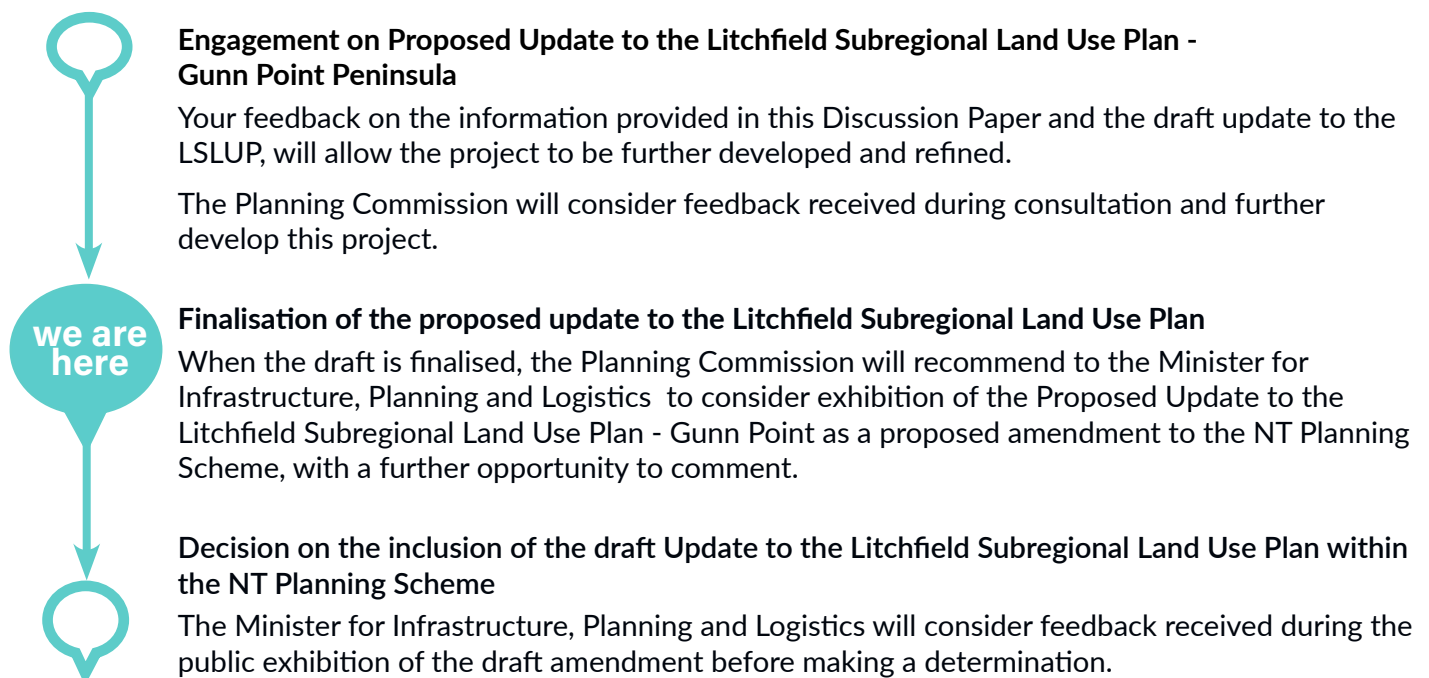 Engagement on Proposed Update to the Litchfield Subregional Land Use Plan -
Gunn Point Peninsula
Your feedback on the information provided in this Discussion Paper and the draft update to the
LSLUP, will allow the project to be further developed and refined.
The Planning Commission will consider feedback received during consultation and further
develop this project.
we are
here
Finalisation of the proposed update to the Litchfield Subregional Land Use Plan
When the draft is finalised, the Planning Commission will recommend to the Minister for
Infrastructure, Planning and Logistics  to consider exhibition of the Proposed Update to the
Litchfield Subregional Land Use Plan - Gunn Point as a proposed amendment to the NT Planning
Scheme, with a further opportunity to comment.
Decision on the inclusion of the draft Update to the Litchfield Subregional Land Use Plan within
the NT Planning Scheme
The Minister for Infrastructure, Planning and Logistics will consider feedback received during the
public exhibition of the draft amendment before making a determination.